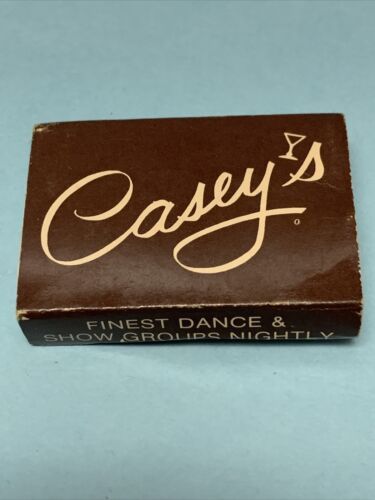 Casey's
FINEST DANCE &
SHOW GROUPS NIGHTLY